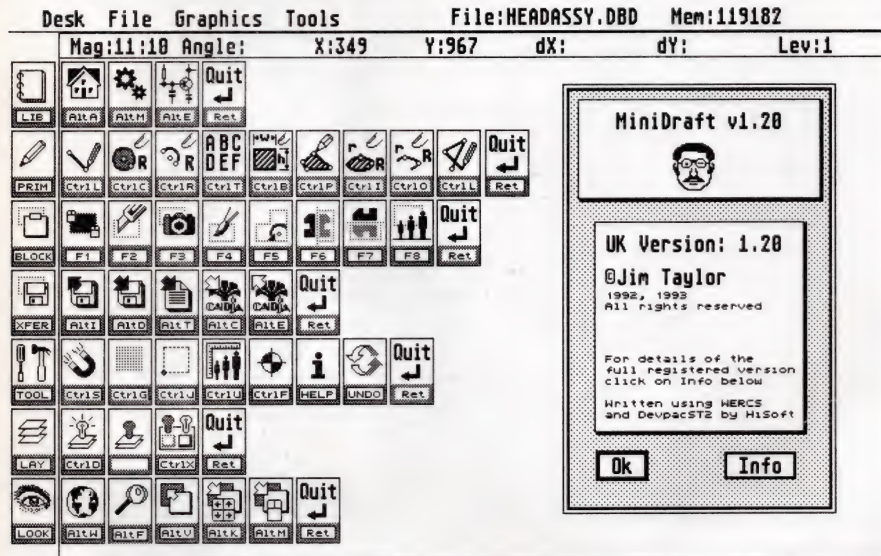 Desk File Graphics Tools File:HEADASSY.DBD Mem:119182
Mag:11:18 Angle: X:349 Y:967 dX: dY: Lev:1
Quit
LIB AltA AltM AltE Ret
R R ABC DEF "W" h R R Quit
PRIM CtrlL CtrlC CtrlR CtrlT CtrlB CtrlP CtrlI CtrlO CtrlL Ret
Quit
BLOCK F1 F2 F3 F4 F5 F6 F7 F8 Ret
Quit
XFER AltI AltD AltT AltC AltE Ret
i Quit
TOOL CtrlS CtrlG CtrlJ CtrlU CtrlF HELP UNDO Ret
Quit
LAY CtrlD CtrlX Ret
Quit
LOOK AltW AltF AltV AltK AltM Ret
MiniDraft v1.20
UK Version: 1.20
©Jim Taylor
1992, 1993
All rights reserved
For details of the
full registered version
click on Info below
Written using WERCS
and DevpacST2 by HiSoft
Ok Info